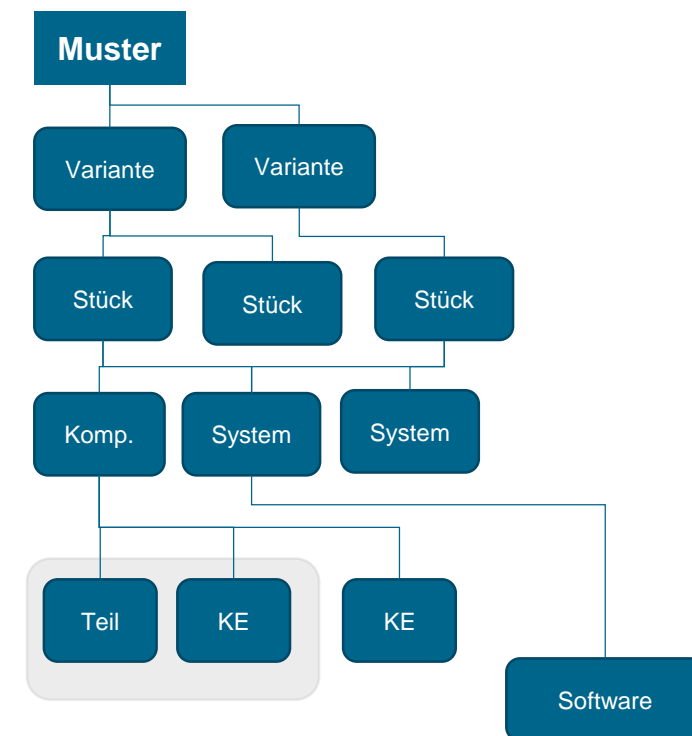 Muster
Variante
Variante
Stück
Stück
Stück
Komp.
System
System
Teil
KE
KE
Software